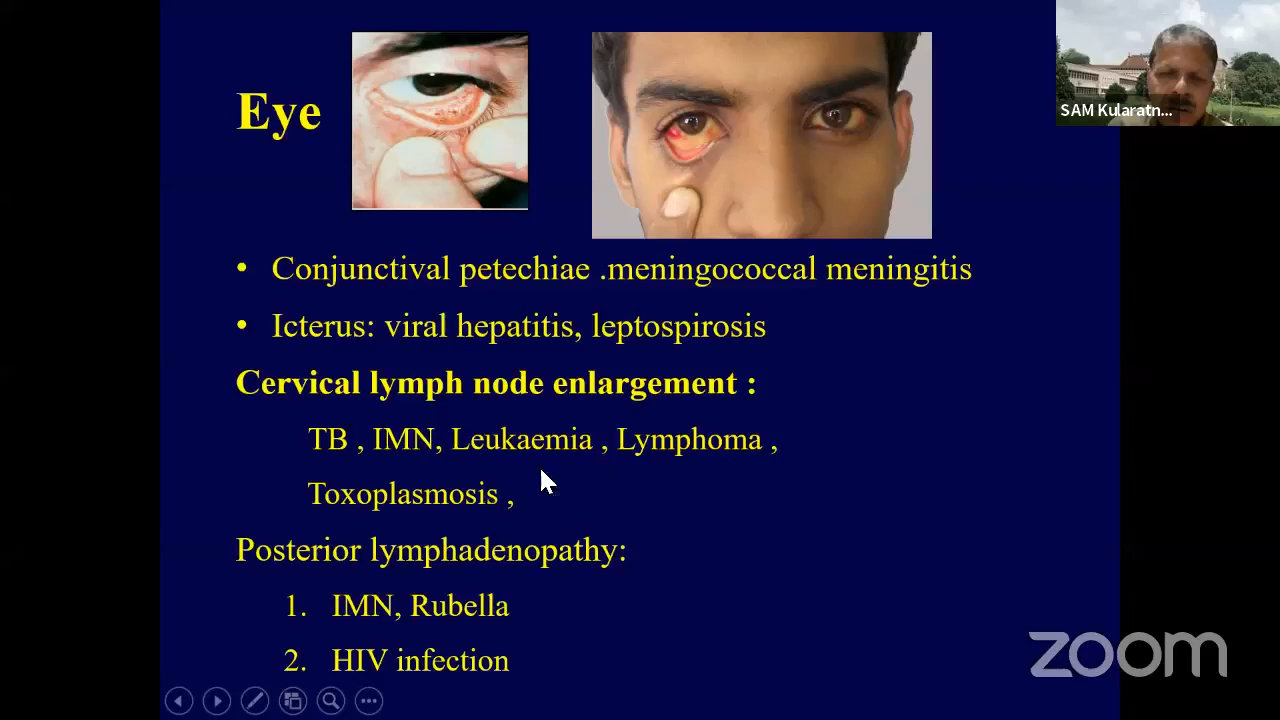 SAM Kularatn...
Eye
• Conjunctival petechiae .meningococcal meningitis
• Icterus: viral hepatitis, leptospirosis
Cervical lymph node enlargement :
TB , IMN, Leukaemia , Lymphoma ,
Toxoplasmosis ,
Posterior lymphadenopathy:
1. IMN, Rubella
2. HIV infection
zoom